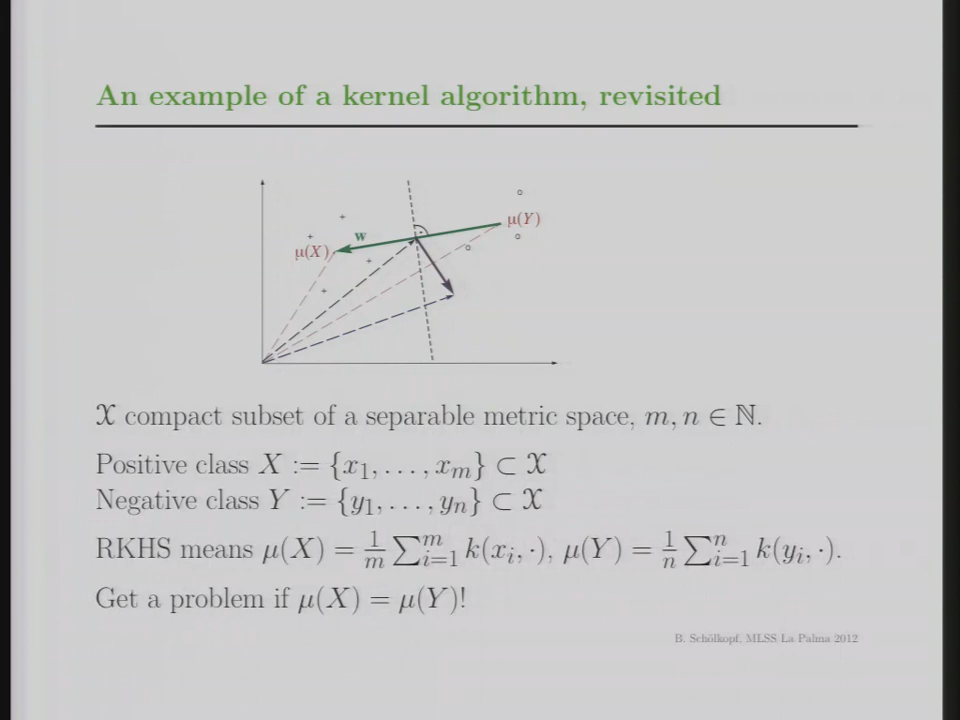 An example of a kernel algorithm, revisited
μ(Y)
w
μ(X)
𝒳 compact subset of a separable metric space, m, n ∈ ℕ.
Positive class X := {x₁, . . . , xₘ} ⊂ 𝒳
Negative class Y := {y₁, . . . , yₙ} ⊂ 𝒳
RKHS means μ(X) = 1/m ∑ᵢ₌₁ᵐ k(xᵢ, ·), μ(Y) = 1/n ∑ᵢ₌₁ⁿ k(yᵢ, ·).
Get a problem if μ(X) = μ(Y)!
B. Schölkopf, MLSS La Palma 2012